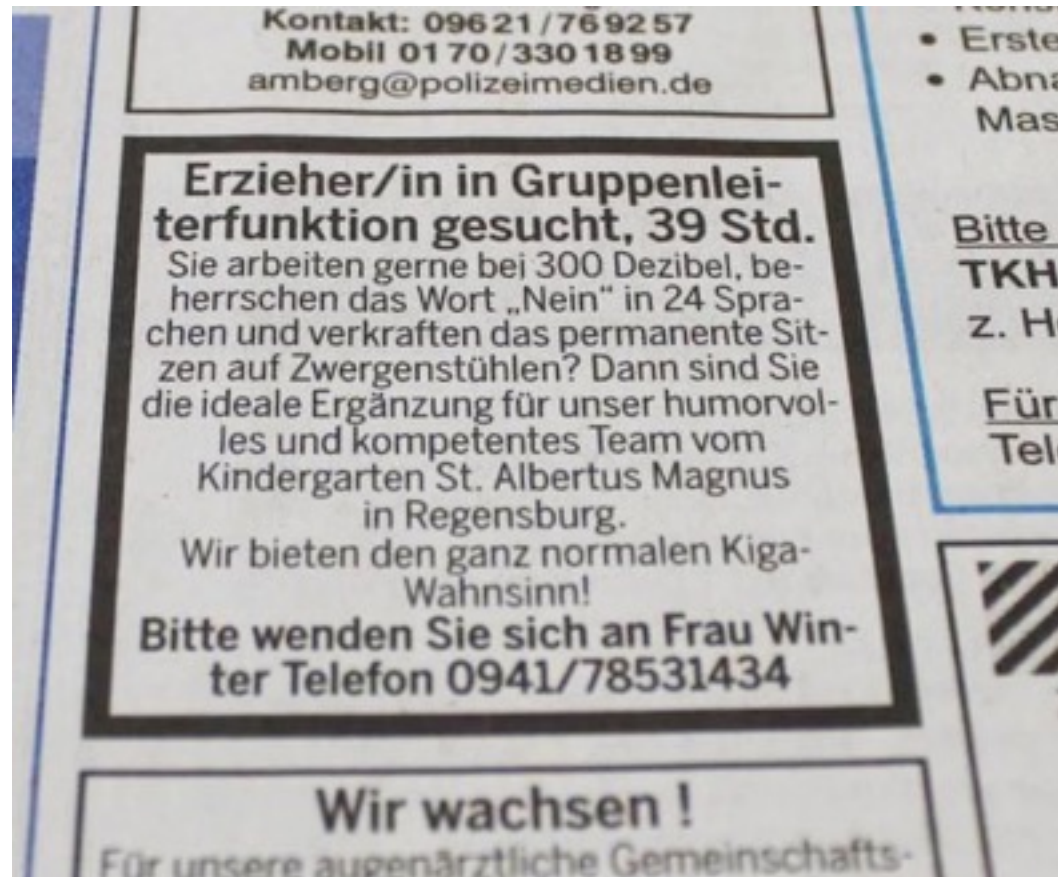 Kontakt: 09621/769257
Mobil 0170/3301899
amberg@polizeimedien.de
Erzieher/in in Gruppenlei-
terfunktion gesucht, 39 Std.
Sie arbeiten gerne bei 300 Dezibel, be-
herrschen das Wort „Nein“ in 24 Spra-
chen und verkraften das permanente Sit-
zen auf Zwergenstühlen? Dann sind Sie
die ideale Ergänzung für unser humorvol-
les und kompetentes Team vom
Kindergarten St. Albertus Magnus
in Regensburg.
Wir bieten den ganz normalen Kiga-
Wahnsinn!
Bitte wenden Sie sich an Frau Win-
ter Telefon 0941/78531434
Wir wachsen !
Für unsere augenärztliche Gemeinschafts-
• Erste
• Abna
Mas
Bitte
TKH
z. H
Für
Tel